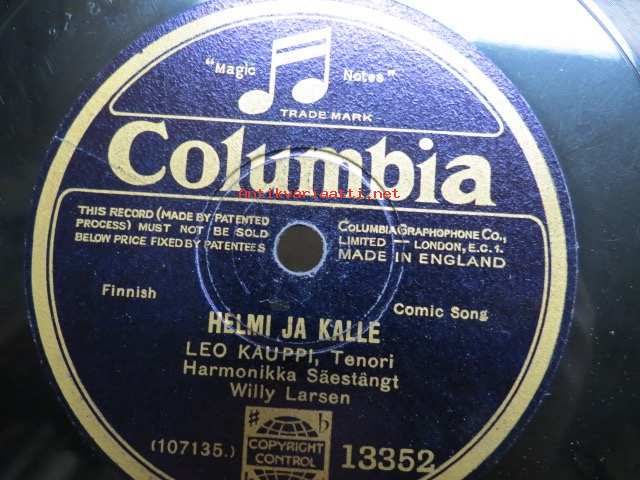 "Magic Notes"
TRADE MARK
Columbia
antikvariaatti.net
THIS RECORD (MADE BY PATENTED
PROCESS) MUST NOT BE SOLD
BELOW PRICE FIXED BY PATENTEES
COLUMBIA GRAPHOPHONE CO.,
LIMITED — LONDON, E.C.1.
MADE IN ENGLAND
Finnish
Comic Song
HELMI JA KALLE
LEO KAUPPI, Tenori
Harmonikka Säestängt
Willy Larsen
(107135.)
COPYRIGHT
CONTROL
13352